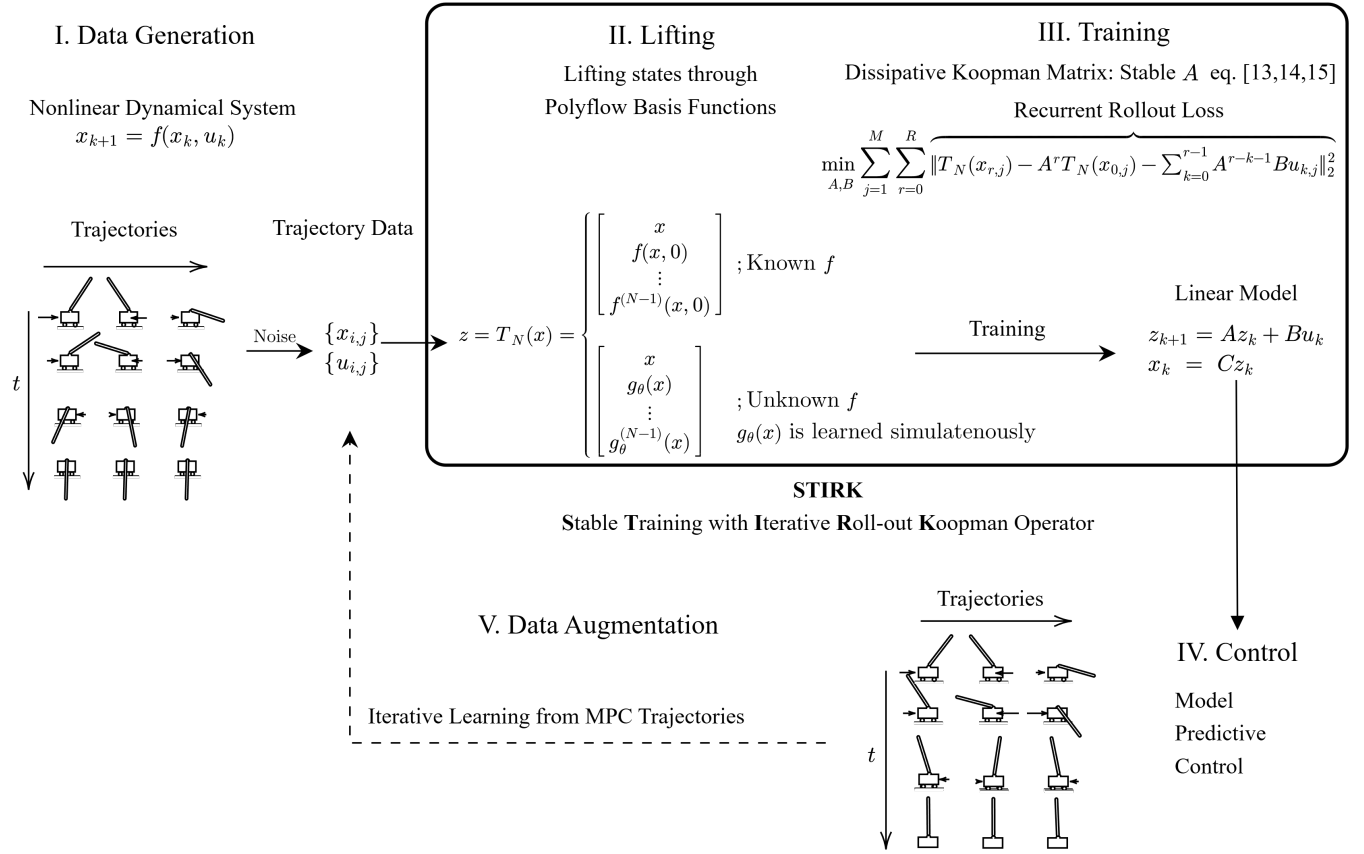 I. Data Generation
Nonlinear Dynamical System
x_{k+1} = f(x_k, u_k)
Trajectories
t
Noise
Trajectory Data
{x_{i,j}}
{u_{i,j}}
II. Lifting
Lifting states through
Polyflow Basis Functions
z = T_N(x) =
x
f(x, 0)
⋮
f^{(N−1)}(x, 0)
; Known f
x
g_θ(x)
⋮
g_θ^{(N−1)}(x)
; Unknown f
g_θ(x) is learned simulatenously
III. Training
Dissipative Koopman Matrix: Stable A eq. [13,14,15]
Recurrent Rollout Loss
min_{A,B} ∑_{j=1}^{M} ∑_{r=0}^{R} ‖T_N(x_{r,j}) − A^r T_N(x_{0,j}) − ∑_{k=0}^{r−1} A^{r−k−1} B u_{k,j}‖_2^2
Training
Linear Model
z_{k+1} = Az_k + Bu_k
x_k = Cz_k
STIRK
Stable Training with Iterative Roll-out Koopman Operator
IV. Control
Model
Predictive
Control
Trajectories
t
V. Data Augmentation
Iterative Learning from MPC Trajectories